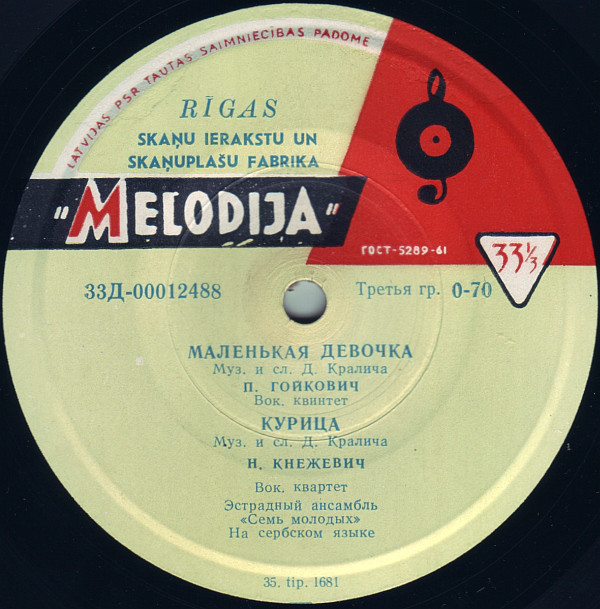 LATVIJAS PSR TAUTAS SAIMNIECĪBAS PADOME
RĪGAS
SKAŅU IERAKSTU UN
SKAŅUPLAŠU FABRIKA
"MELODIJA"
ГОСТ-5289-61
33⅓
33Д-00012488
Третья гр. 0-70
МАЛЕНЬКАЯ ДЕВОЧКА
Муз. и сл. Д. Кралича
П. ГОЙКОВИЧ
Вок. квинтет
КУРИЦА
Муз. и сл. Д. Кралича
Н. КНЕЖЕВИЧ
Вок. квартет
Эстрадный ансамбль
«Семь молодых»
На сербском языке
35. tip. 1681